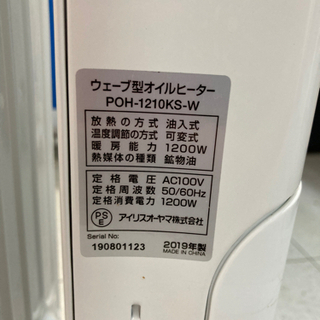 ウェーブ型オイルヒーター
POH-1210KS-W
放熱の方式 油入式
温度調節の方式 可変式
暖房能力 1200W
熱媒体の種類 鉱物油
定格電圧 AC100V
定格周波数 50/60Hz
定格消費電力 1200W
PSE アイリスオーヤマ株式会社
Serial No:
190801123 2019年製
MADE IN CHINA